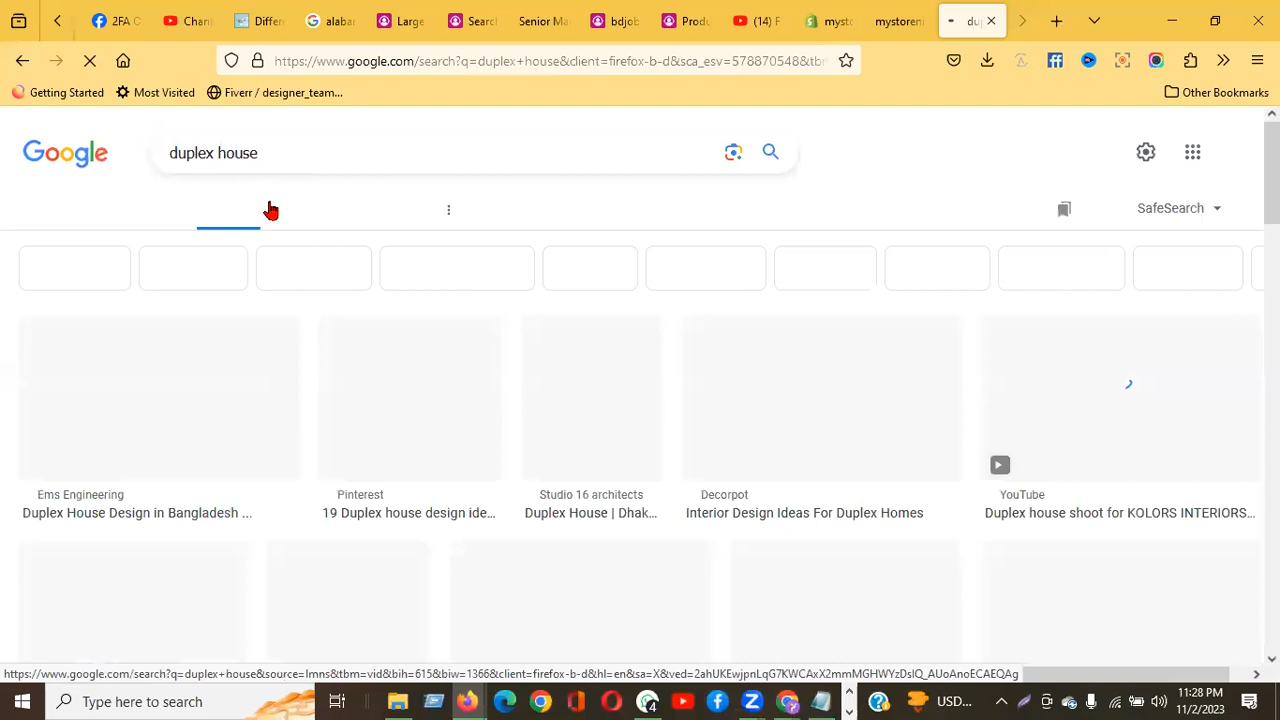 2FA C
Chan
Differ
alabar
Large
Searc
Senior Ma
bdjob
Produ
(14) F
mysto
mystoreni
du
https://www.google.com/search?q=duplex+house&client=firefox-b-d&sca_esv=578870548&tbm
Getting Started
Most Visited
Fiverr / designer_team...
Other Bookmarks
Google
duplex house
SafeSearch
Ems Engineering
Duplex House Design in Bangladesh ...
Pinterest
19 Duplex house design ide...
Studio 16 architects
Duplex House | Dhak...
Decorpot
Interior Design Ideas For Duplex Homes
YouTube
Duplex house shoot for KOLORS INTERIORS...
https://www.google.com/search?q=duplex+house&source=lmns&tbm=vid&bih=615&biw=1366&client=firefox-b-d&hl=en&sa=X&ved=2ahUKEwjpnLqG7KWCAxX2mmMGHWYzDsIQ_AUoAnoECAEQAg
Type here to search
USD...
11:28 PM
11/2/2023